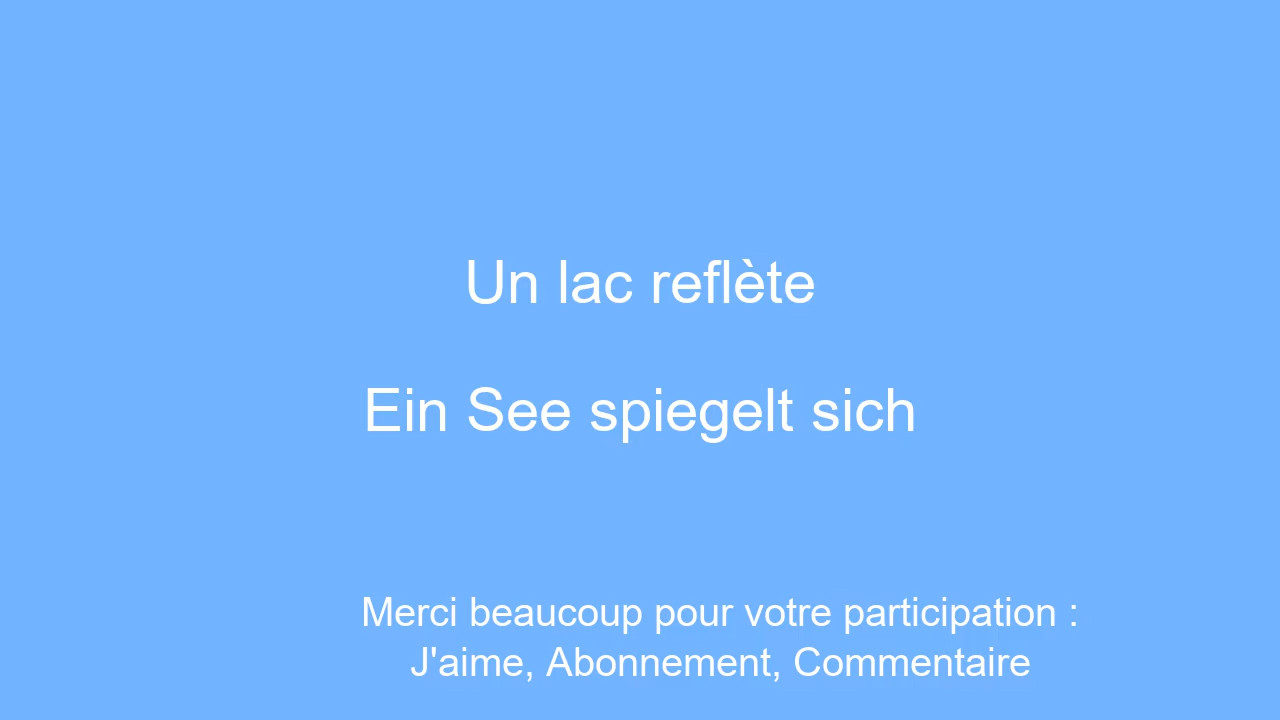 Un lac reflète
Ein See spiegelt sich
Merci beaucoup pour votre participation :
J'aime, Abonnement, Commentaire